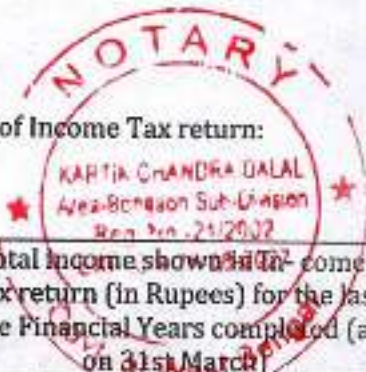 NOTARY
of Income Tax return:
KARTIK CHANDRA DALAL
Area-Bongaon Sub-Division
Reg. No.-21/2002
tal Income shown in In- come
x return (in Rupees) for the las
e Financial Years completed (a
on 31st March)